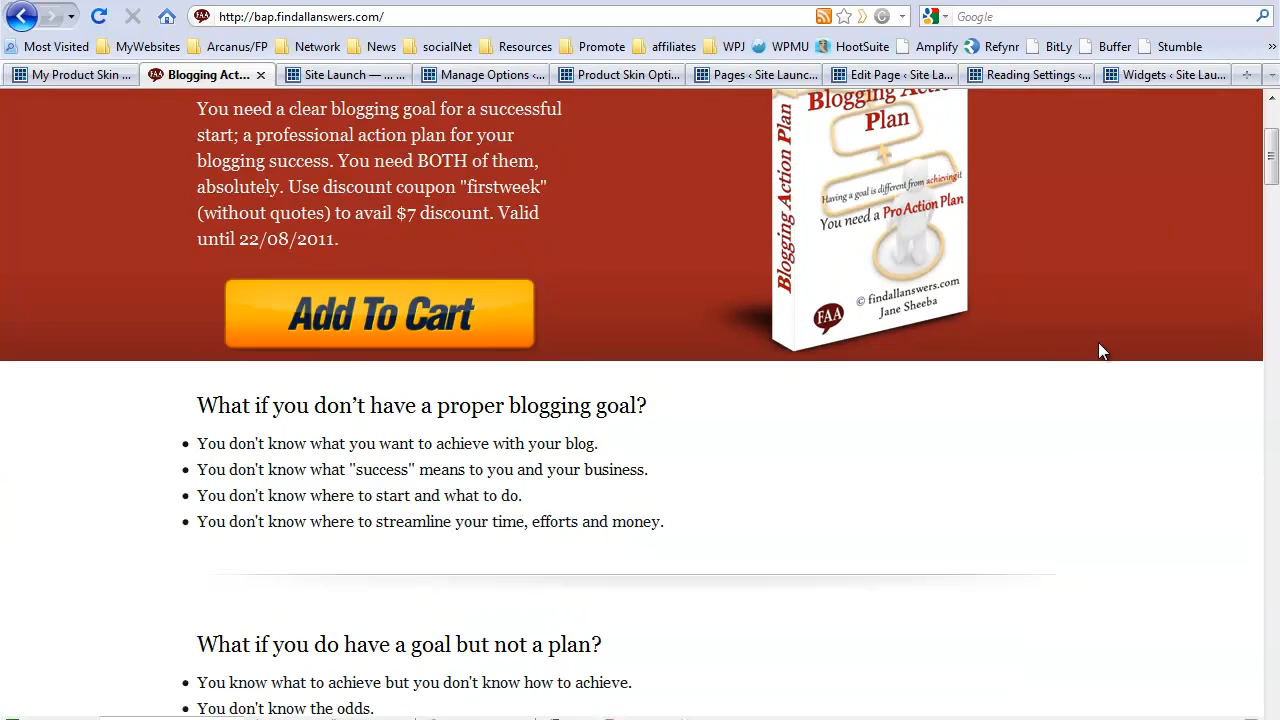 http://bap.findallanswers.com/
Google
Most Visited MyWebsites Arcanus/FP Network News socialNet Resources Promote affiliates WPJ WPMU HootSuite Amplify Refynr BitLy Buffer Stumble »
My Product Skin ... Blogging Act... Site Launch — ... Manage Options ‹... Product Skin Opti... Pages ‹ Site Launc... Edit Page ‹ Site La... Reading Settings ‹... Widgets ‹ Site Lau...
You need a clear blogging goal for a successful
start; a professional action plan for your
blogging success. You need BOTH of them,
absolutely. Use discount coupon "firstweek"
(without quotes) to avail $7 discount. Valid
until 22/08/2011.
Add To Cart
Blogging Action Plan
Plan
Having a goal is different from achieving it
You need a Pro Action Plan
© findallanswers.com
Jane Sheeba
FAA
What if you don’t have a proper blogging goal?
You don't know what you want to achieve with your blog.
You don't know what "success" means to you and your business.
You don't know where to start and what to do.
You don't know where to streamline your time, efforts and money.
What if you do have a goal but not a plan?
You know what to achieve but you don't know how to achieve.
You don't know the odds.